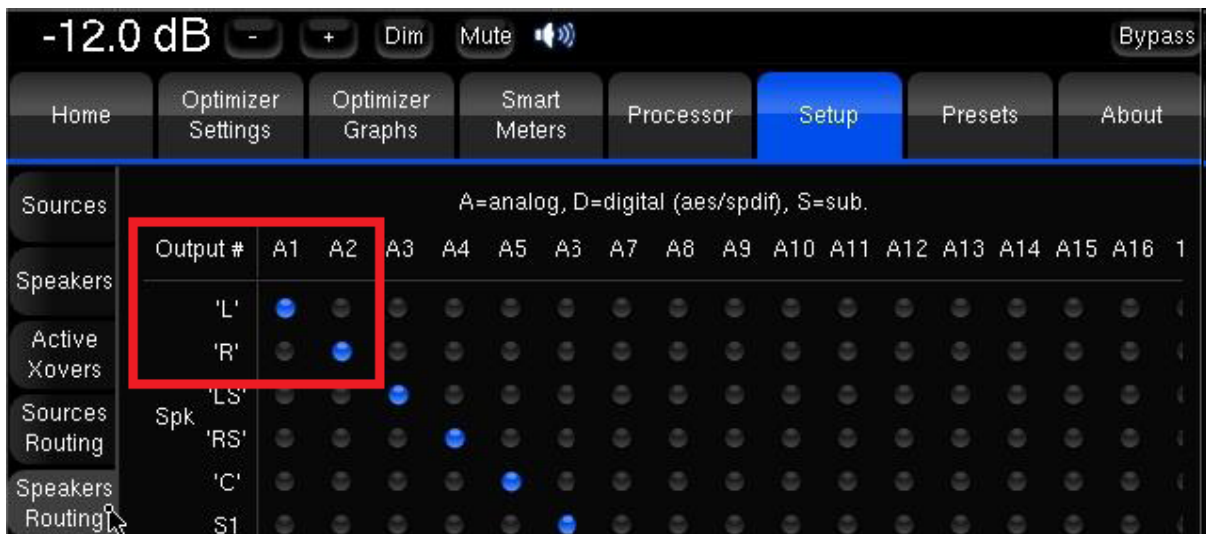 -12.0 dB - + Dim Mute Bypass
Home Optimizer Settings Optimizer Graphs Smart Meters Processor Setup Presets About
Sources
A=analog, D=digital (aes/spdif), S=sub.
Output # A1 A2 A3 A4 A5 A6 A7 A8 A9 A10 A11 A12 A13 A14 A15 A16 1
Speakers
'L'
Active Xovers
'R'
'LS'
Sources Routing
Spk
'RS'
Speakers Routing
'C'
S1